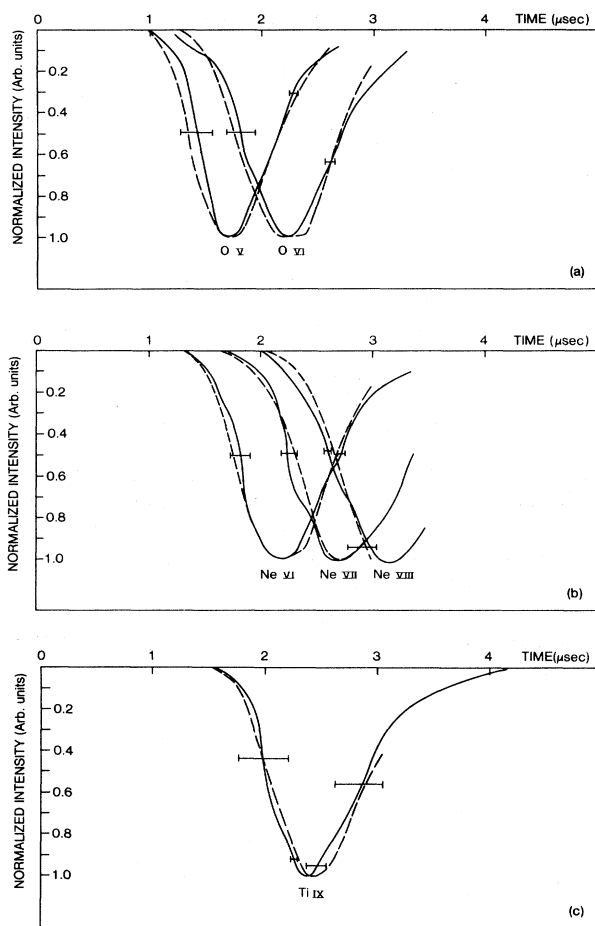 0 1 2 3 4 TIME (μsec)
NORMALIZED INTENSITY (Arb. units)
0.2
0.4
0.6
0.8
1.0
O V O VI
(a)
0 1 2 3 4 TIME (μsec)
NORMALIZED INTENSITY (Arb. units)
0.2
0.4
0.6
0.8
1.0
Ne VI Ne VII Ne VIII
(b)
0 1 2 3 4 TIME(μsec)
NORMALIZED INTENSITY (Arb. units)
0.2
0.4
0.6
0.8
1.0
Ti IX
(c)